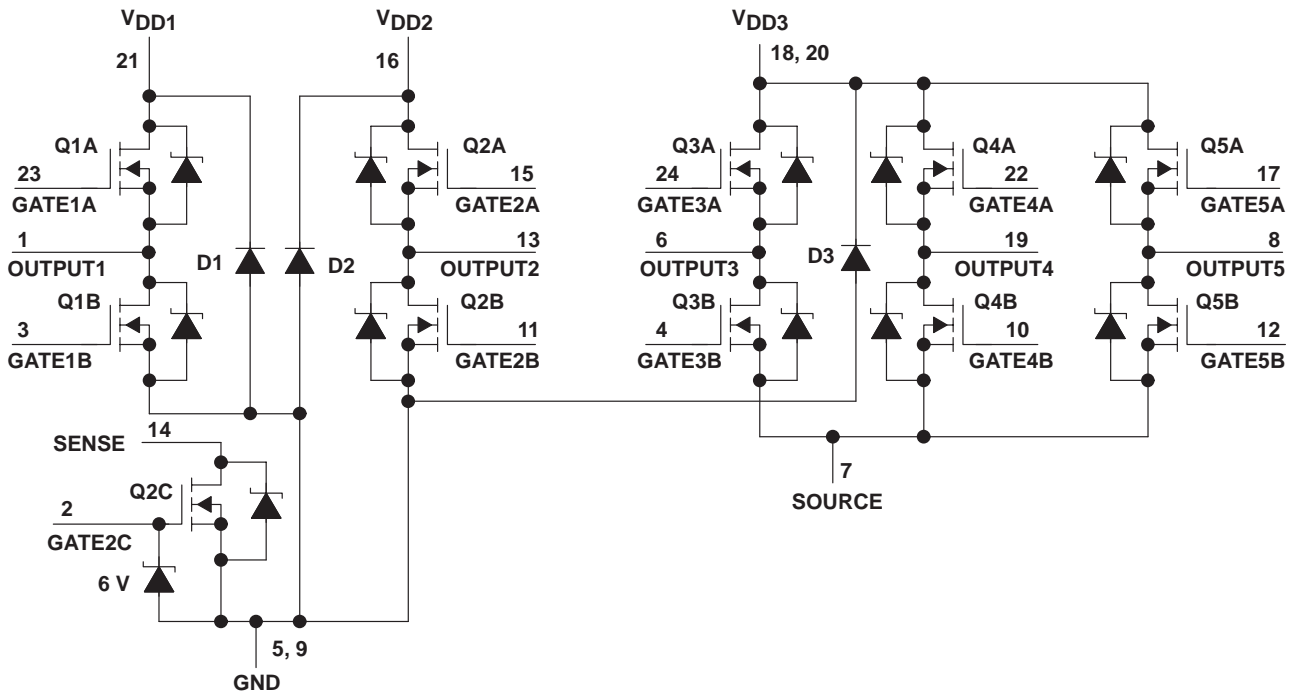 VDD1 VDD2 VDD3
21 16 18, 20
Q1A Q2A Q3A Q4A Q5A
23 15 24 22 17
GATE1A GATE2A GATE3A GATE4A GATE5A
1 13 6 19 8
OUTPUT1 D1 D2 OUTPUT2 OUTPUT3 D3 OUTPUT4 OUTPUT5
Q1B Q2B Q3B Q4B Q5B
3 11 4 10 12
GATE1B GATE2B GATE3B GATE4B GATE5B
14
SENSE
7
Q2C
SOURCE
2
GATE2C
6 V
5, 9
GND